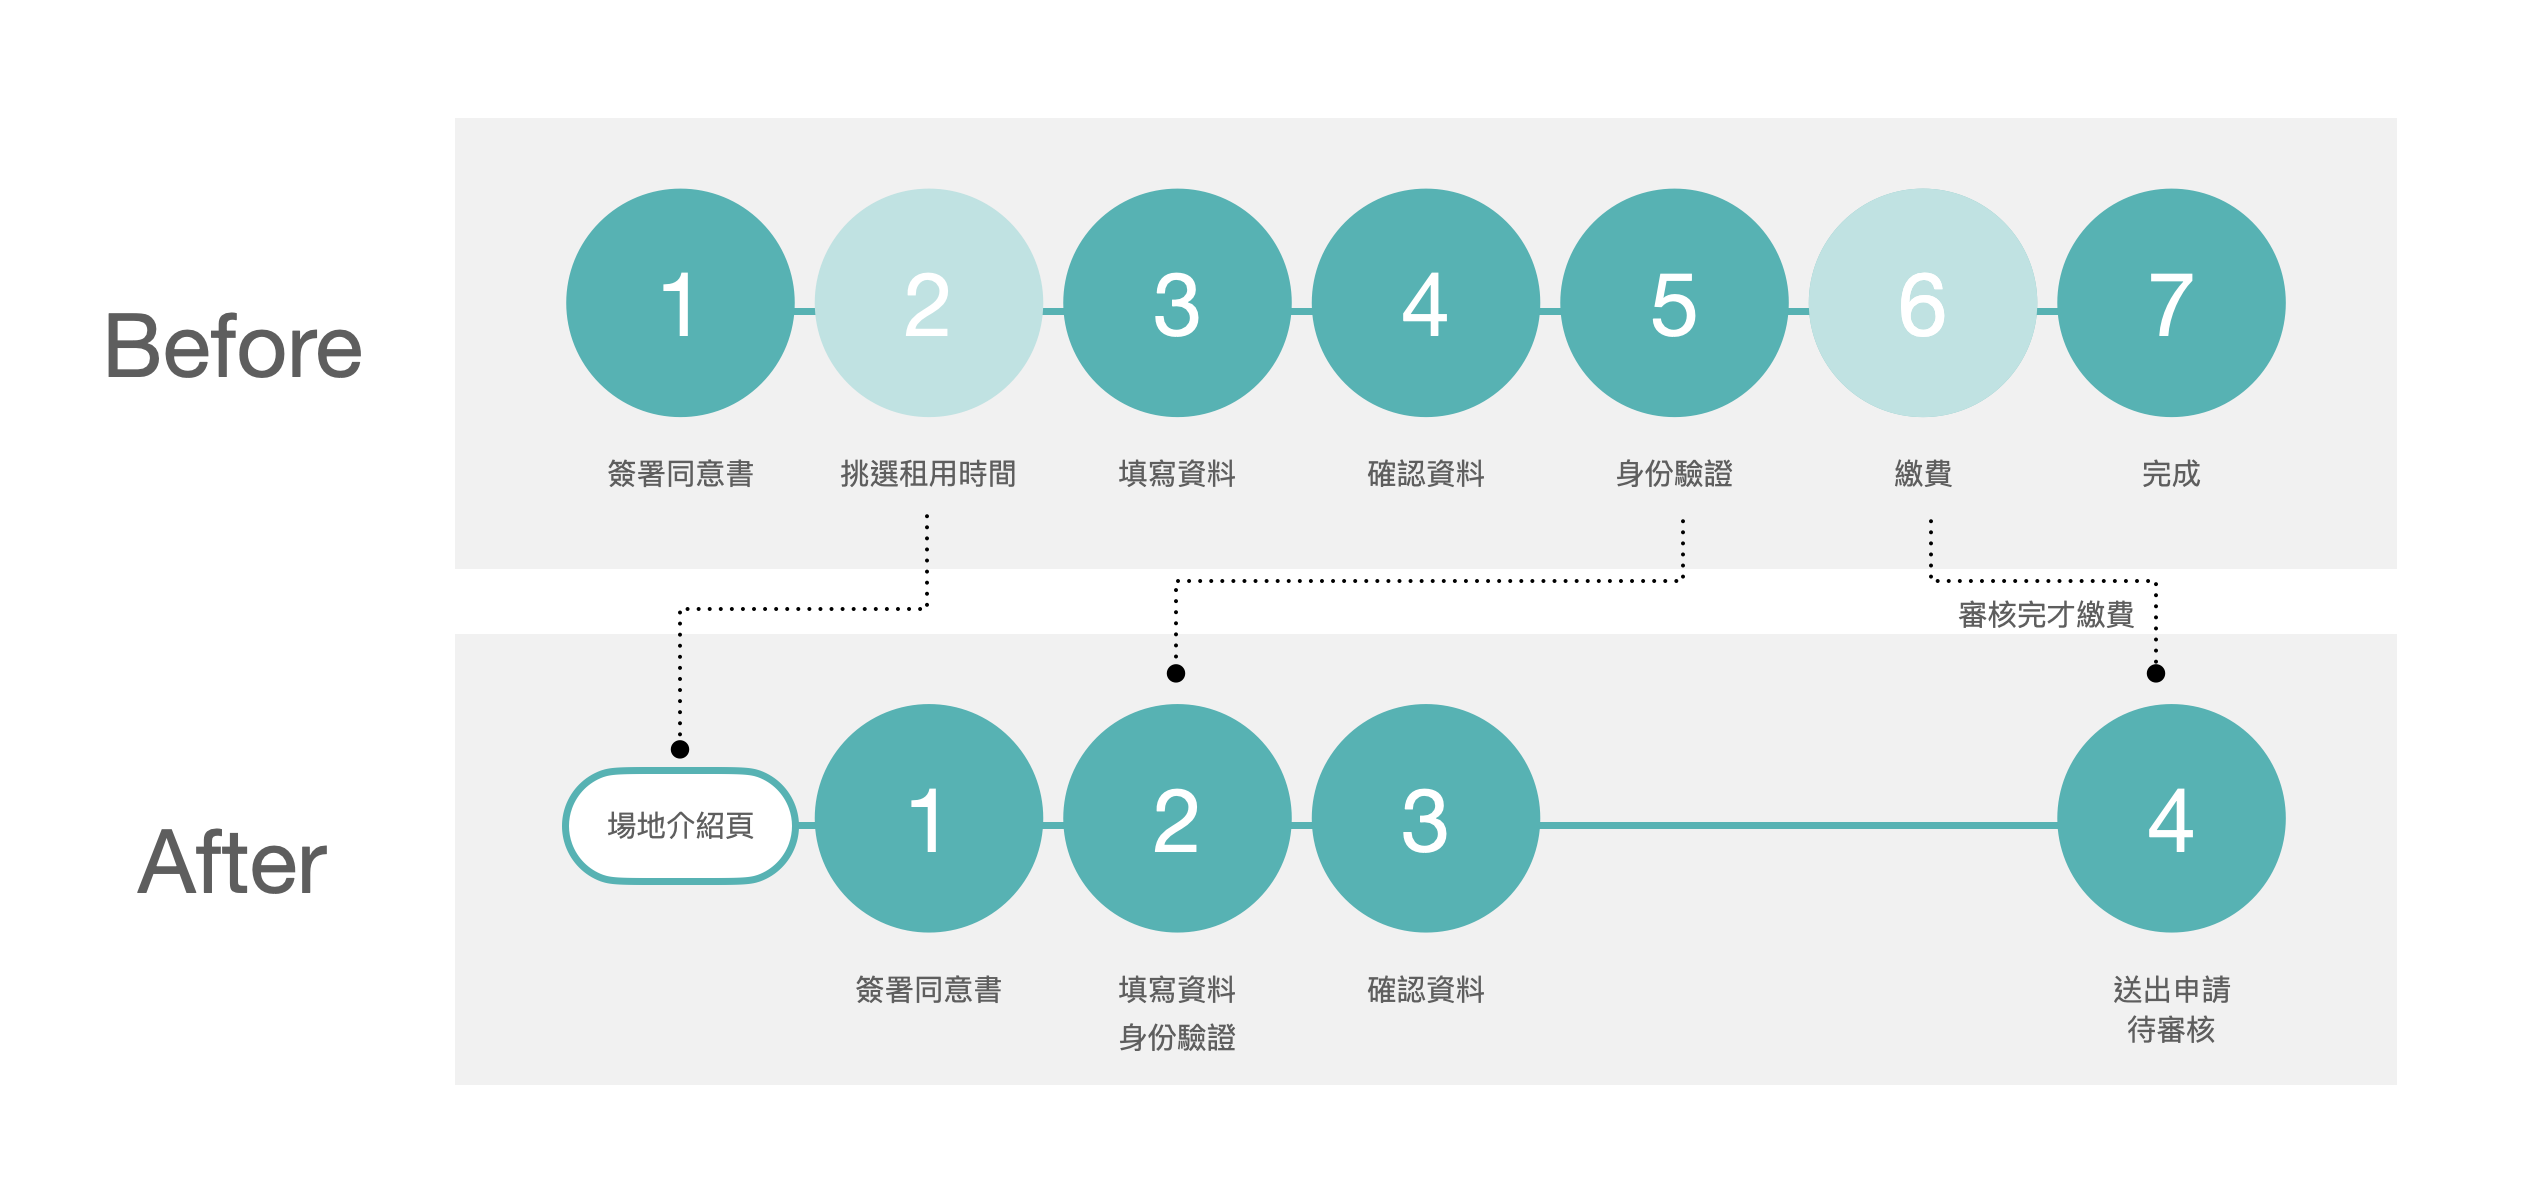 Before
1
2
3
4
5
6
7
簽署同意書
挑選租用時間
填寫資料
確認資料
身份驗證
繳費
完成
審核完才繳費
After
場地介紹頁
1
2
3
4
簽署同意書
填寫資料
身份驗證
確認資料
送出申請
待審核